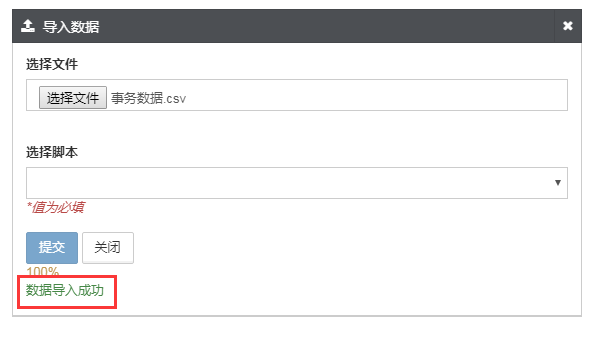 导入数据
选择文件
选择文件 事务数据.csv
选择脚本
*值为必填
提交 关闭
100%
数据导入成功